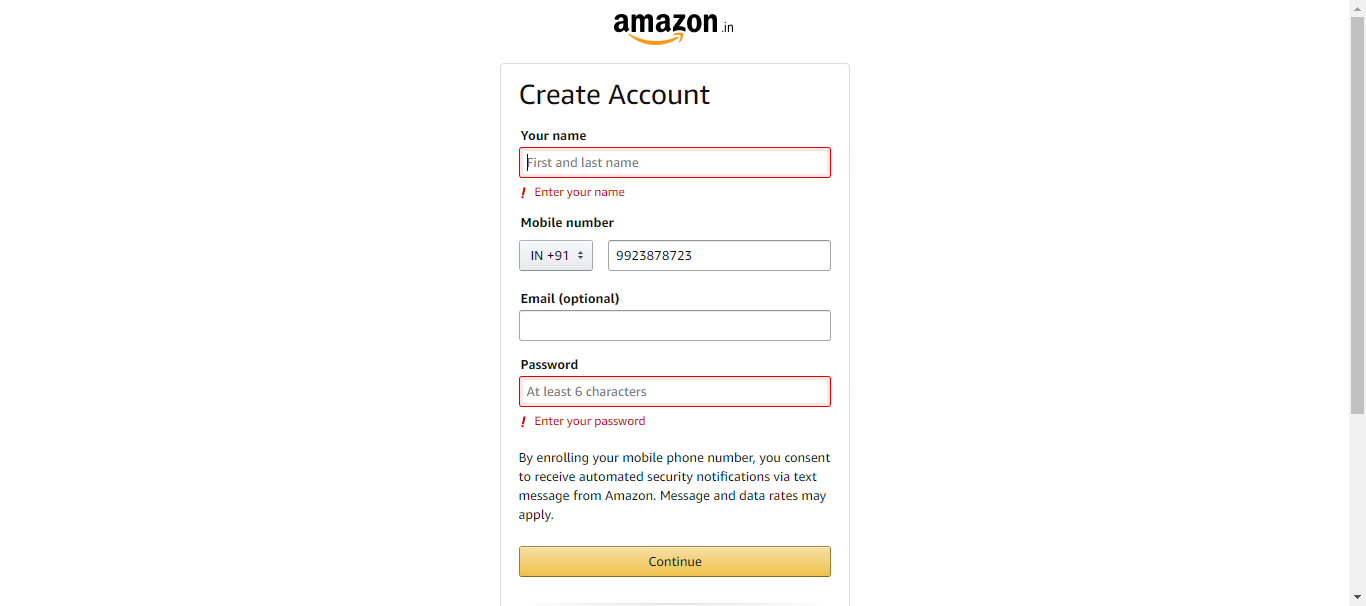 amazon.in
Create Account
Your name
First and last name
! Enter your name
Mobile number
IN +91 9923878723
Email (optional)
Password
At least 6 characters
! Enter your password
By enrolling your mobile phone number, you consent
to receive automated security notifications via text
message from Amazon. Message and data rates may
apply.
Continue